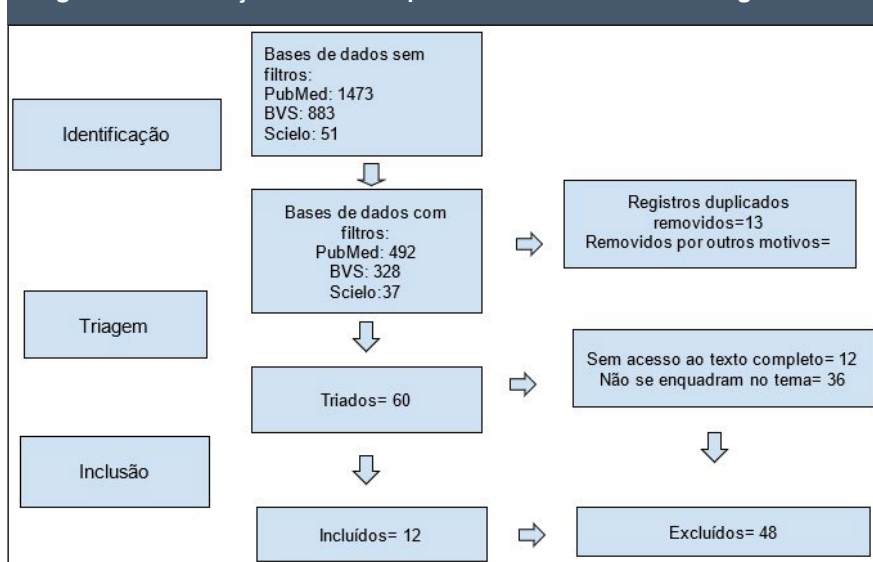 Identificação
Bases de dados sem
filtros:
PubMed: 1473
BVS: 883
Scielo: 51
Bases de dados com
filtros:
PubMed: 492
BVS: 328
Scielo:37
Registros duplicados
removidos=13
Removidos por outros motivos=
Triagem
Triados= 60
Sem acesso ao texto completo= 12
Não se enquadram no tema= 36
Inclusão
Incluídos= 12
Excluídos= 48